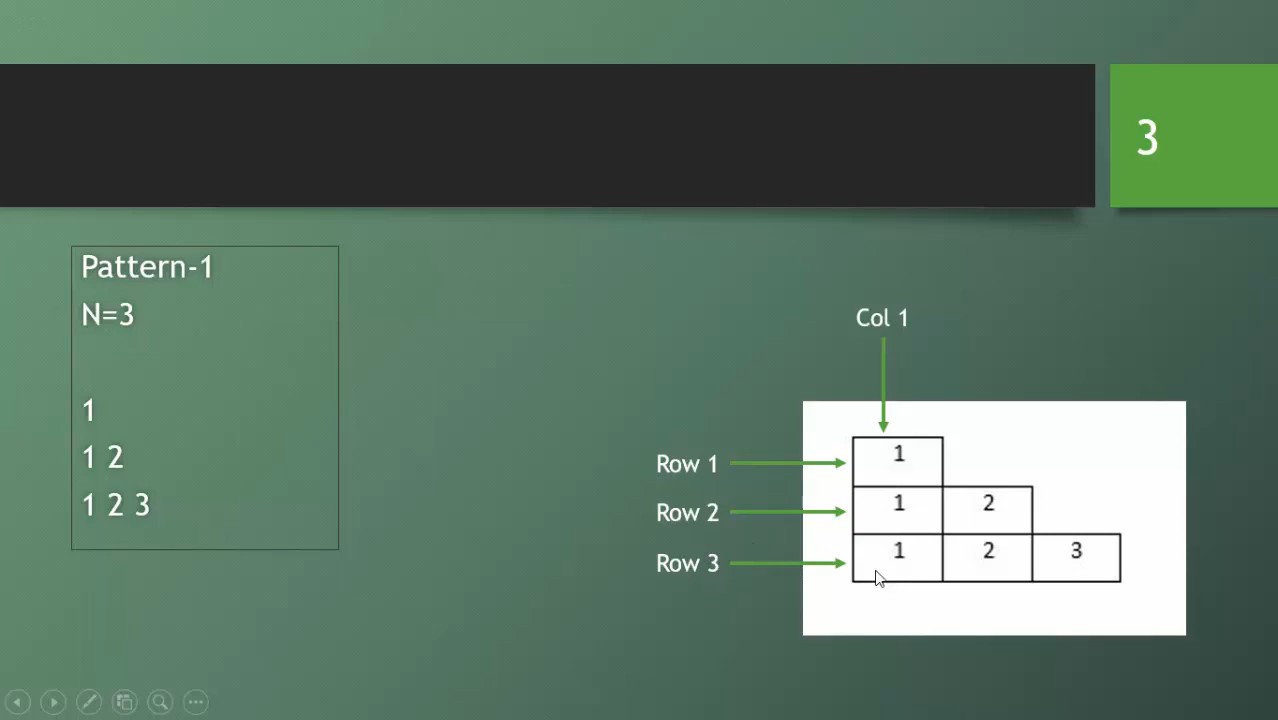 3
Pattern-1
N=3
1
1 2
1 2 3
Col 1
Row 1
1
Row 2
1 2
Row 3
1 2 3